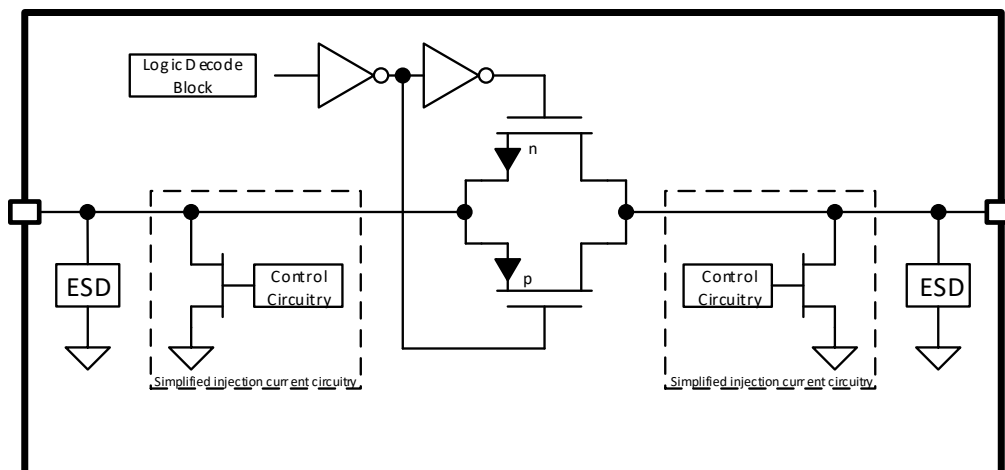 Logic Decode
Block
n
p
ESD
Control
Circuitry
Simplified injection current circuitry
Control
Circuitry
Simplified injection current circuitry
ESD